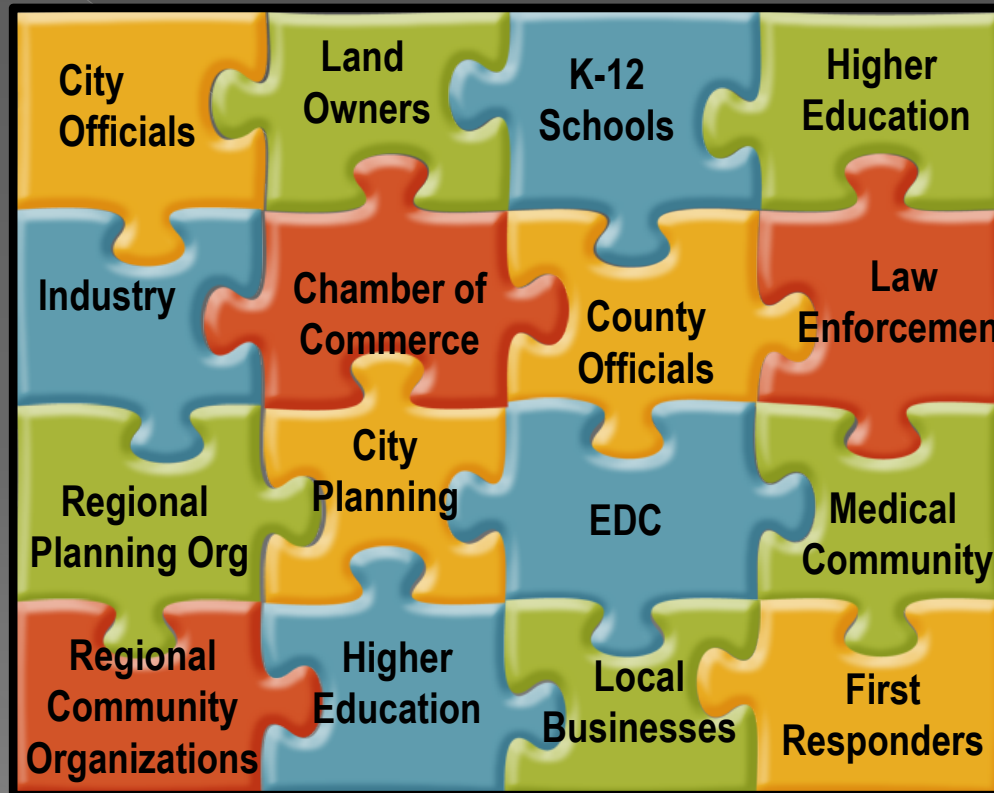 City
Officials
Land
Owners
K-12
Schools
Higher
Education
Industry
Chamber of
Commerce
County
Officials
Law
Enforcemen
Regional
Planning Org
City
Planning
EDC
Medical
Community
Regional
Community
Organizations
Higher
Education
Local
Businesses
First
Responders